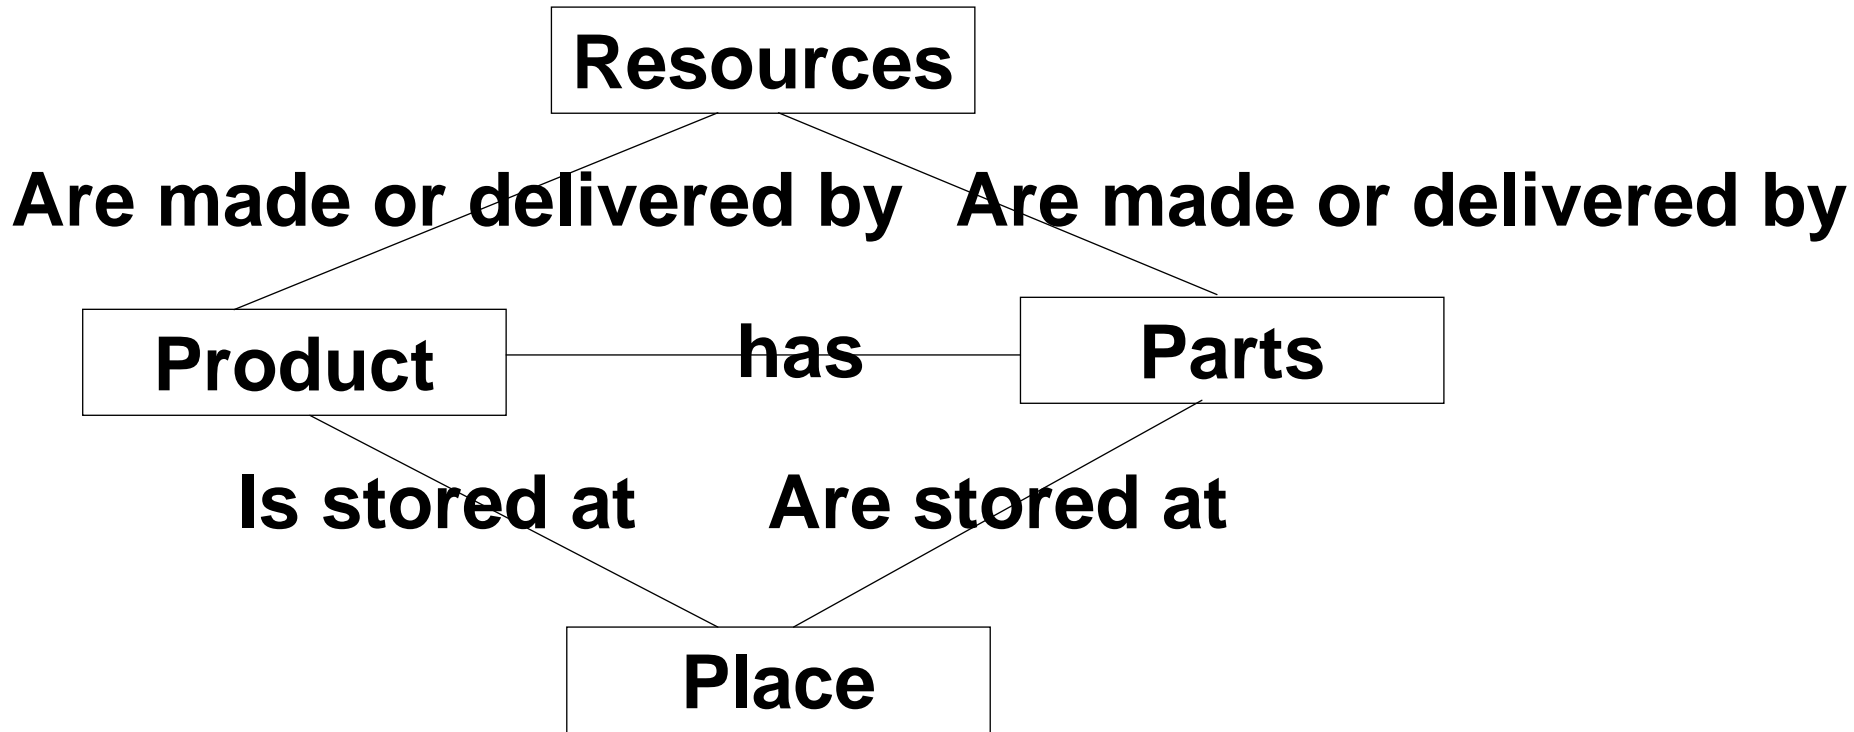 Resources
Are made or delivered by
Are made or delivered by
Product
has
Parts
Is stored at
Are stored at
Place